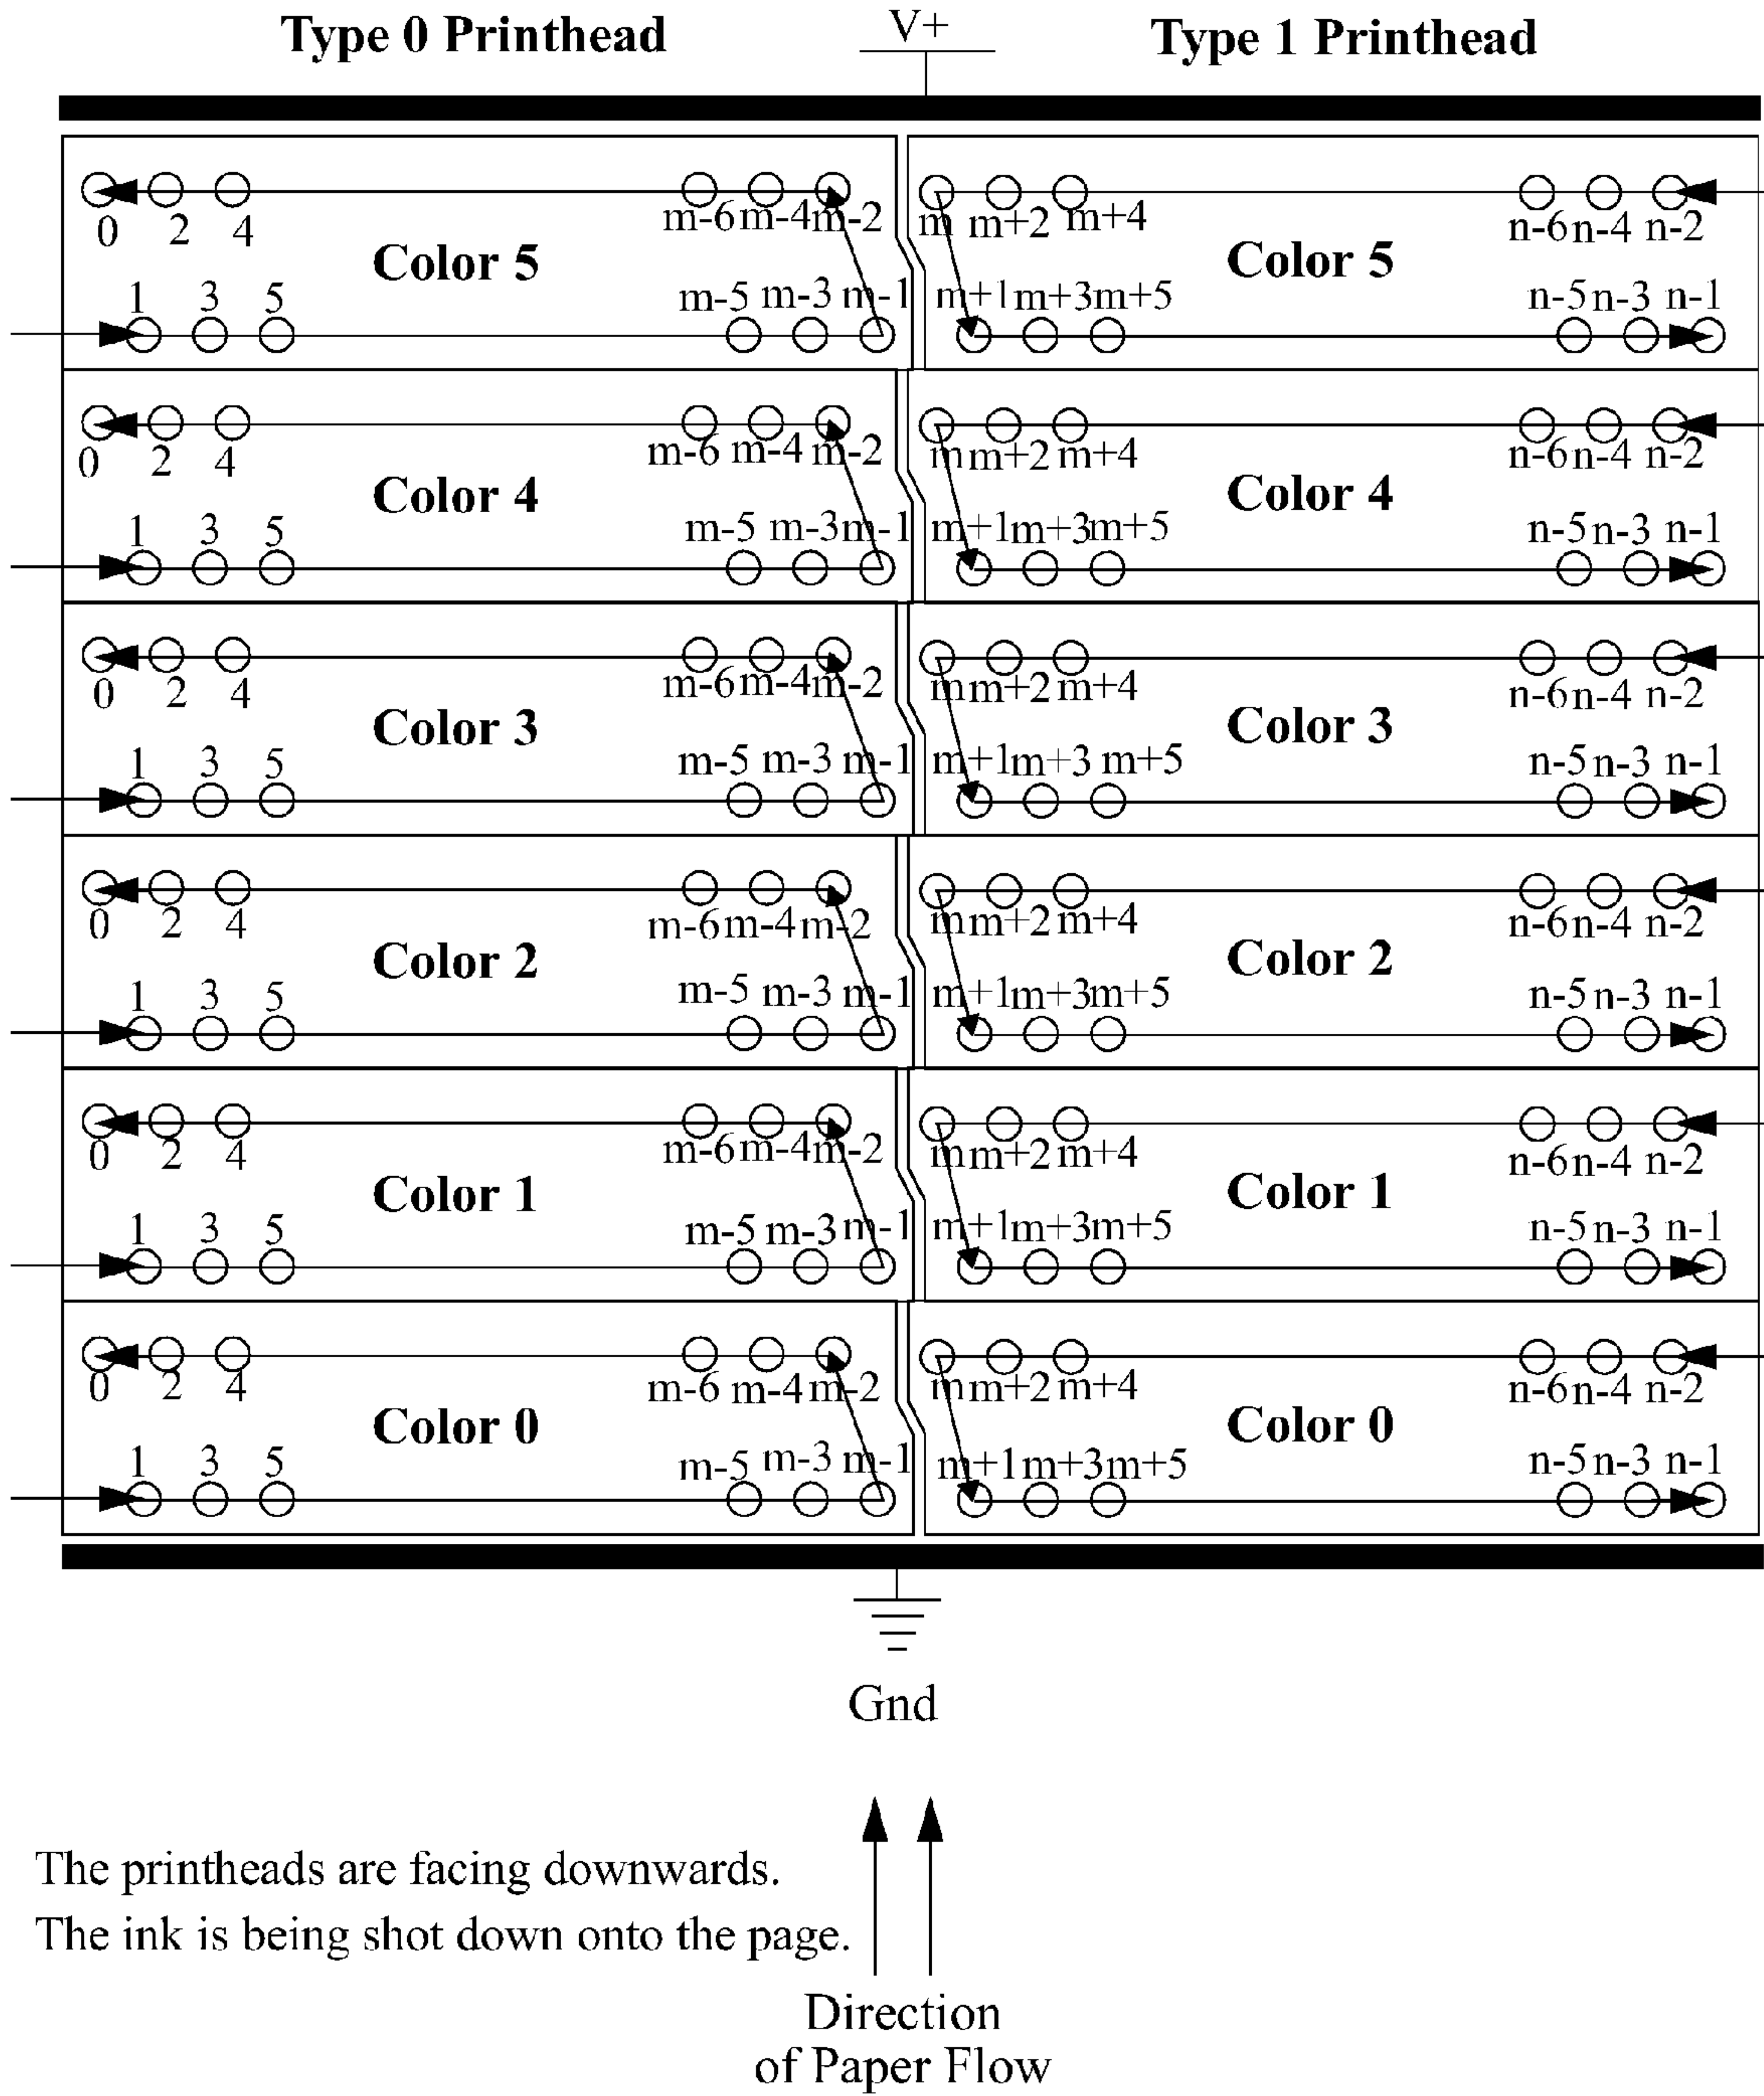 Type 0 Printhead V+ Type 1 Printhead
0 2 4 m-6 m-4 m-2 m m+2 m+4 n-6 n-4 n-2
Color 5 Color 5
1 3 5 m-5 m-3 m-1 m+1 m+3 m+5 n-5 n-3 n-1
0 2 4 m-6 m-4 m-2 m m+2 m+4 n-6 n-4 n-2
Color 4 Color 4
1 3 5 m-5 m-3 m-1 m+1 m+3 m+5 n-5 n-3 n-1
0 2 4 m-6 m-4 m-2 m m+2 m+4 n-6 n-4 n-2
Color 3 Color 3
1 3 5 m-5 m-3 m-1 m+1 m+3 m+5 n-5 n-3 n-1
0 2 4 m-6 m-4 m-2 m m+2 m+4 n-6 n-4 n-2
Color 2 Color 2
1 3 5 m-5 m-3 m-1 m+1 m+3 m+5 n-5 n-3 n-1
0 2 4 m-6 m-4 m-2 m m+2 m+4 n-6 n-4 n-2
Color 1 Color 1
1 3 5 m-5 m-3 m-1 m+1 m+3 m+5 n-5 n-3 n-1
0 2 4 m-6 m-4 m-2 m m+2 m+4 n-6 n-4 n-2
Color 0 Color 0
1 3 5 m-5 m-3 m-1 m+1 m+3 m+5 n-5 n-3 n-1
Gnd
The printheads are facing downwards.
The ink is being shot down onto the page.
Direction
of Paper Flow